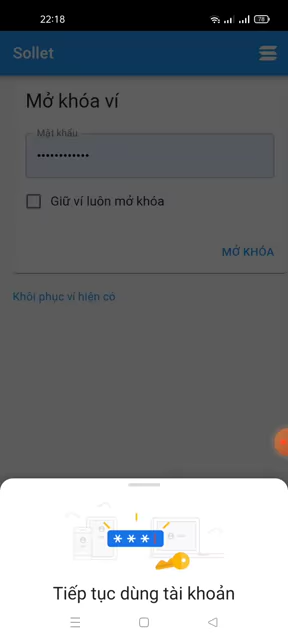 22:18
78
Sollet
Mở khóa ví
Mật khẩu
••••••••••••
Giữ ví luôn mở khóa
MỞ KHÓA
Khôi phục ví hiện có
***
Tiếp tục dùng tài khoản